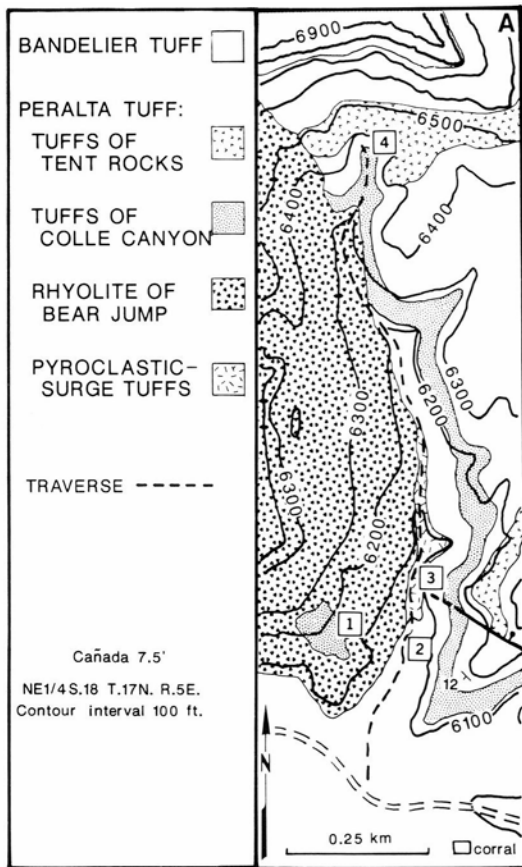 BANDELIER TUFF
PERALTA TUFF:
TUFFS OF
TENT ROCKS
TUFFS OF
COLLE CANYON
RHYOLITE OF
BEAR JUMP
PYROCLASTIC-
SURGE TUFFS
TRAVERSE
Cañada 7.5'
NE1/4S.18 T.17N. R.5E.
Contour interval 100 ft.
A
6900
6500
4
6400
6400
6300
6300
6200
6300
6200
3
1
2
12
6100
N
0.25 km
corral